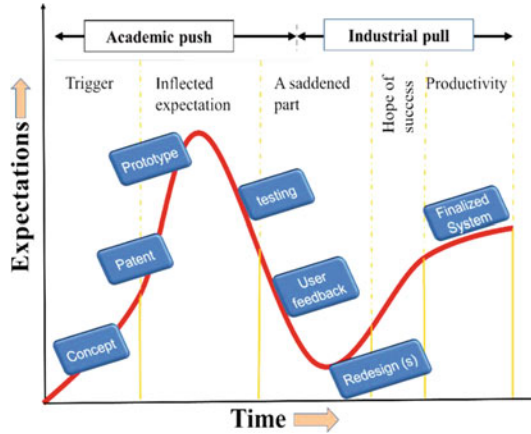 Academic push
Industrial pull
Trigger
Inflected
expectation
A saddened
part
Hope of
success
Productivity
Expectations
Prototype
testing
Finalized
System
Patent
User
feedback
Concept
Redesign (s)
Time